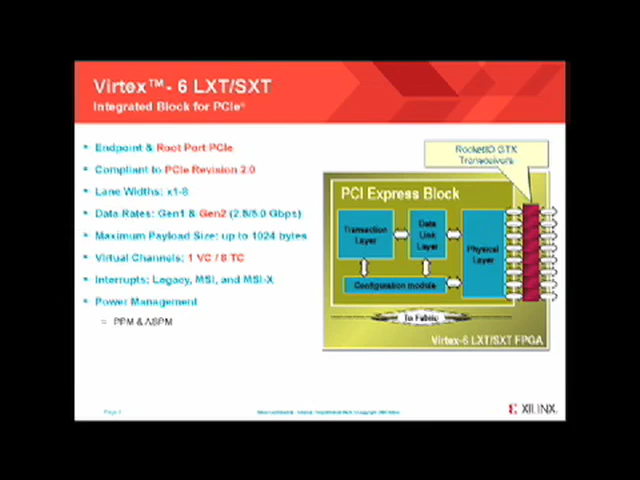 Virtex™- 6 LXT/SXT
Integrated Block for PCIe®
Endpoint & Root Port PCIe
Compliant to PCIe Revision 2.0
Lane Widths: x1-8
Data Rates: Gen1 & Gen2 (2.5/5.0 Gbps)
Maximum Payload Size: up to 1024 bytes
Virtual Channels: 1 VC / 8 TC
Interrupts: Legacy, MSI, and MSI-X
Power Management
PPM & ASPM
RocketIO GTX
Transceivers
PCI Express Block
Transaction
Layer
Data
Link
Layer
Physical
Layer
Configuration module
To Fabric
Virtex-6 LXT/SXT FPGA
Page
XILINX